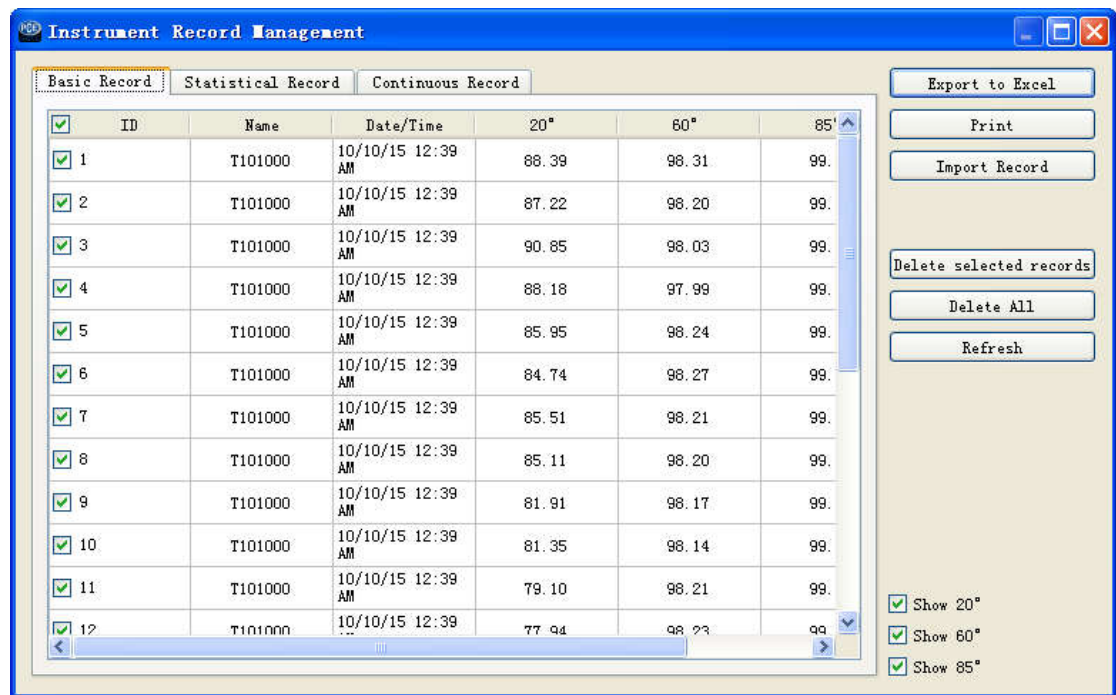 PCE Instrument Record Management
Basic Record Statistical Record Continuous Record
Export to Excel
Print
Import Record
Delete selected records
Delete All
Refresh
ID Name Date/Time 20° 60° 85°
1 T101000 10/10/15 12:39 AM 88.39 98.31 99.
2 T101000 10/10/15 12:39 AM 87.22 98.20 99.
3 T101000 10/10/15 12:39 AM 90.85 98.03 99.
4 T101000 10/10/15 12:39 AM 88.18 97.99 99.
5 T101000 10/10/15 12:39 AM 85.95 98.24 99.
6 T101000 10/10/15 12:39 AM 84.74 98.27 99.
7 T101000 10/10/15 12:39 AM 85.51 98.21 99.
8 T101000 10/10/15 12:39 AM 85.11 98.20 99.
9 T101000 10/10/15 12:39 AM 81.91 98.17 99.
10 T101000 10/10/15 12:39 AM 81.35 98.14 99.
11 T101000 10/10/15 12:39 AM 79.10 98.21 99.
12 T101000 10/10/15 12:39 77.94 98.23 99
Show 20°
Show 60°
Show 85°